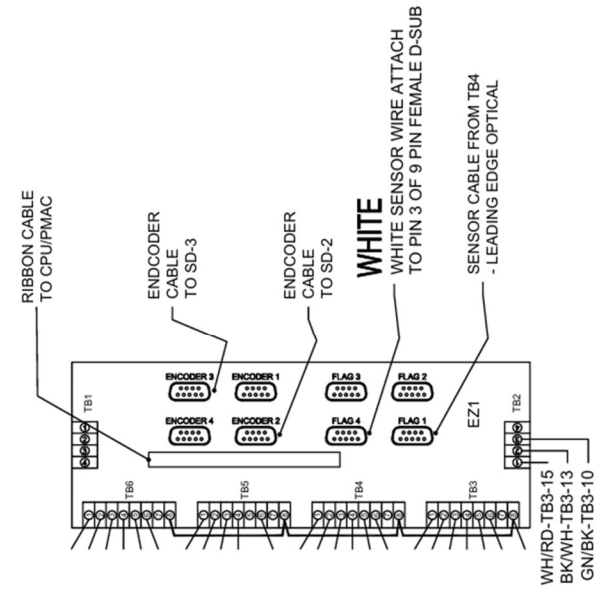 RIBBON CABLE
TO CPU/PMAC
ENDCODER
CABLE
TO SD-3
ENDCODER
CABLE
TO SD-2
WHITE
WHITE SENSOR WIRE ATTACH
TO PIN 3 OF 9 PIN FEMALE D-SUB
SENSOR CABLE FROM TB4
- LEADING EDGE OPTICAL
TB1
ENCODER 3
ENCODER 1
FLAG 3
FLAG 2
ENCODER 4
ENCODER 2
FLAG 4
FLAG 1
EZ1
TB2
TB6
TB5
TB4
TB3
WH/RD-TB3-15
BK/WH-TB3-13
GN/BK-TB3-10